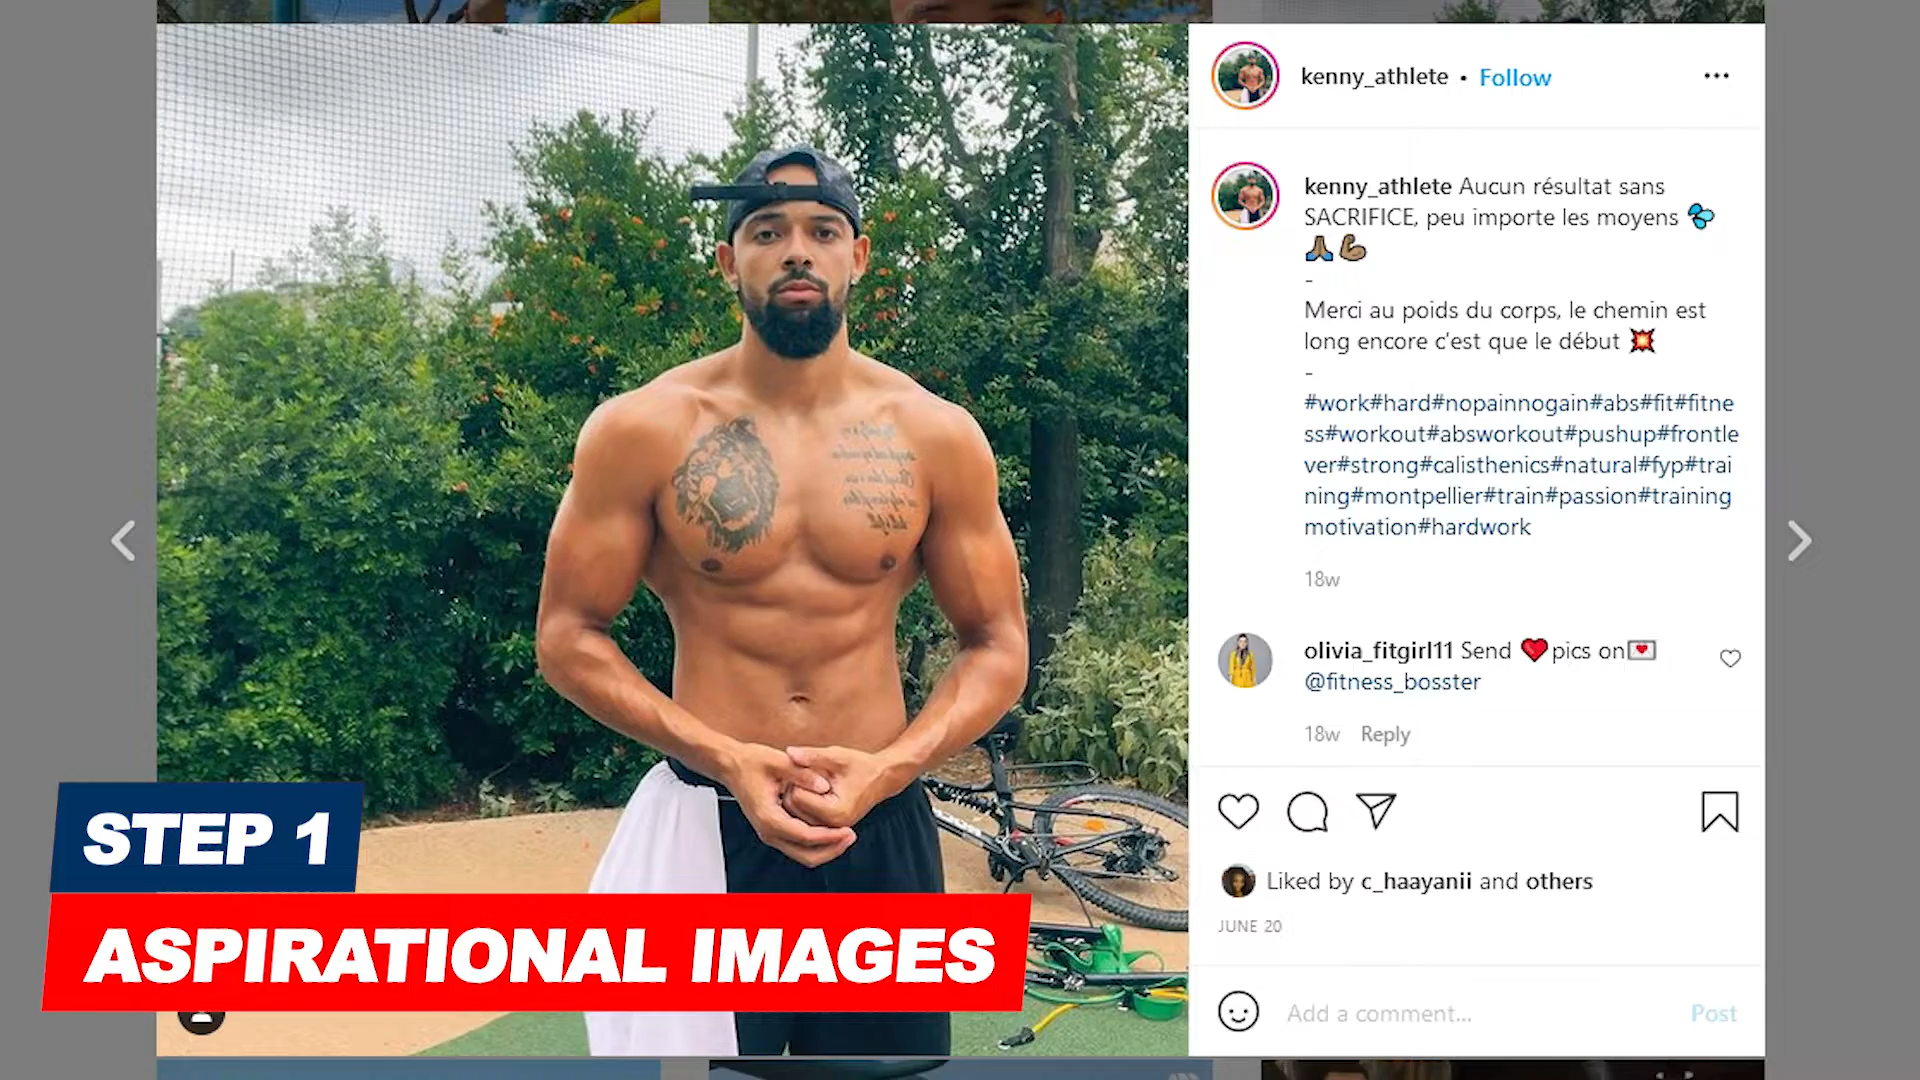 kenny_athlete • Follow
kenny_athlete Aucun résultat sans
SACRIFICE, peu importe les moyens 💦
🙏🏽💪🏽
-
Merci au poids du corps, le chemin est
long encore c'est que le début 💥
-
#work#hard#nopainnogain#abs#fit#fitne
ss#workout#absworkout#pushup#frontle
ver#strong#calisthenics#natural#fyp#trai
ning#montpellier#train#passion#training
motivation#hardwork
18w
olivia_fitgirl11 Send ❤️pics on💌
@fitness_bosster
18w Reply
Liked by c_haayanii and others
JUNE 20
Add a comment... Post
STEP 1
ASPIRATIONAL IMAGES